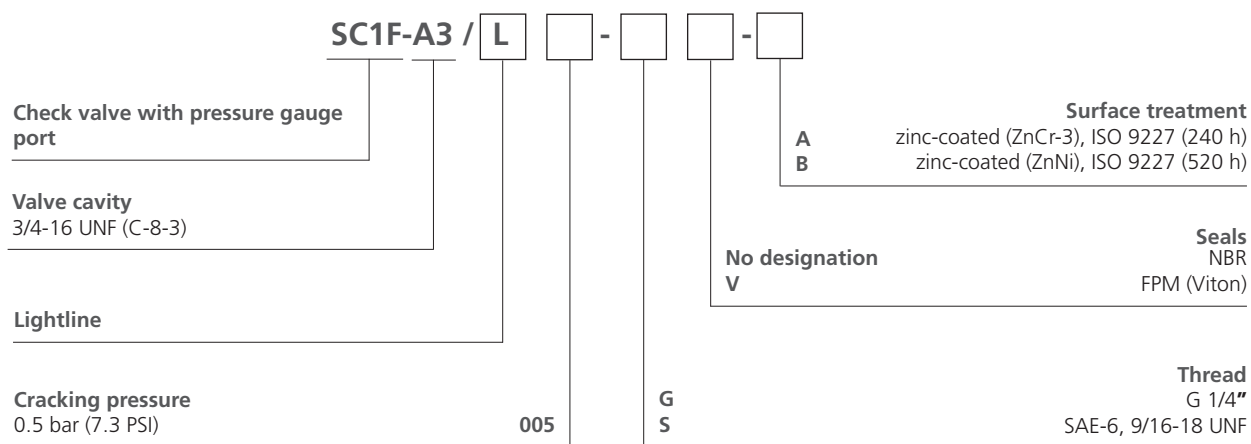 SC1F-A3 / L - -
Check valve with pressure gauge
port
Surface treatment
A zinc-coated (ZnCr-3), ISO 9227 (240 h)
B zinc-coated (ZnNi), ISO 9227 (520 h)
Valve cavity
3/4-16 UNF (C-8-3)
Seals
No designation NBR
V FPM (Viton)
Lightline
Cracking pressure
0.5 bar (7.3 PSI) 005
Thread
G G 1/4″
S SAE-6, 9/16-18 UNF